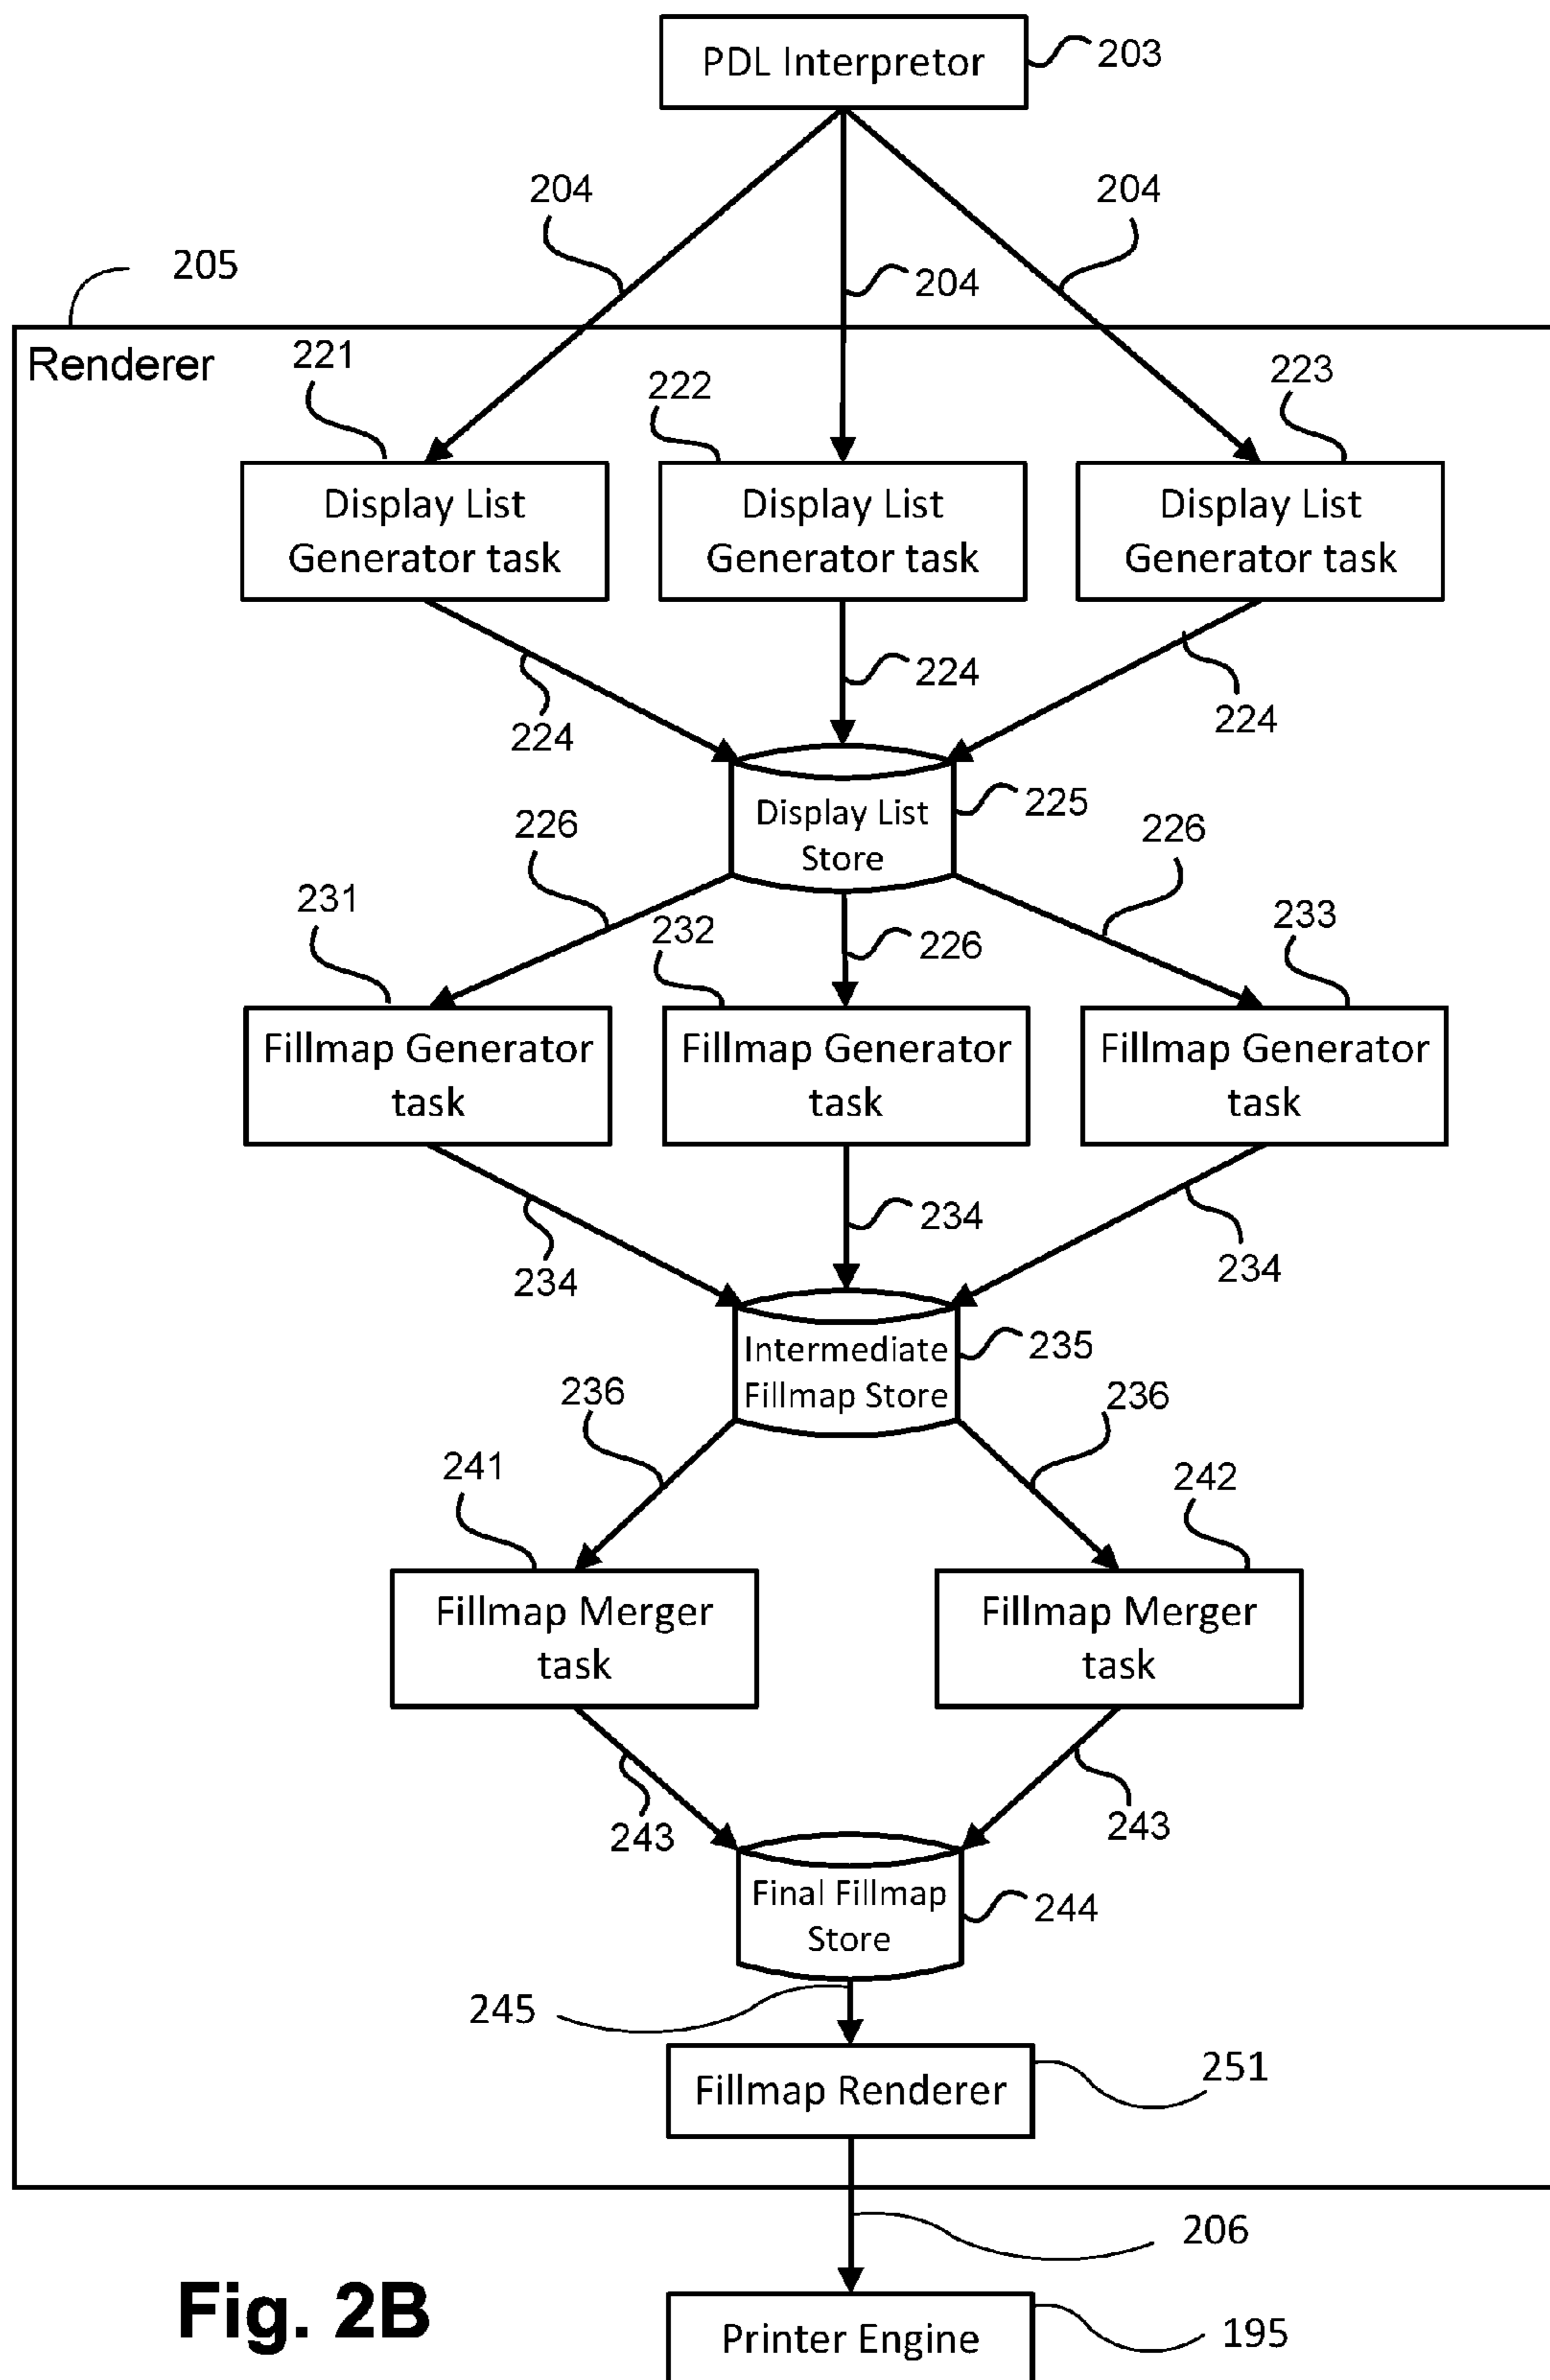 PDL Interpretor
203
204
204
204
205
Renderer
221
222
223
Display List
Generator task
Display List
Generator task
Display List
Generator task
224
224
224
Display List
Store
225
226
226
226
231
232
233
Fillmap Generator
task
Fillmap Generator
task
Fillmap Generator
task
234
234
234
Intermediate
Fillmap Store
235
236
236
241
242
Fillmap Merger
task
Fillmap Merger
task
243
243
Final Fillmap
Store
244
245
Fillmap Renderer
251
206
Fig. 2B
Printer Engine
195